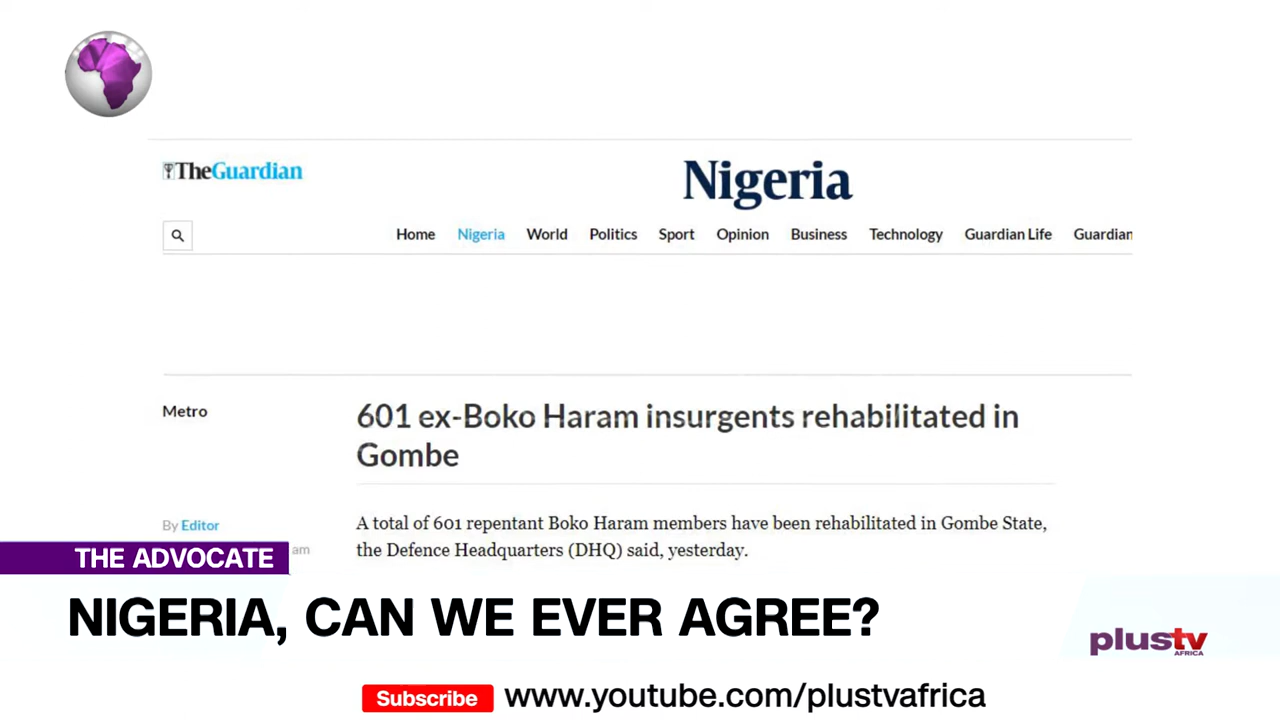 TheGuardian
Nigeria
Home Nigeria World Politics Sport Opinion Business Technology Guardian Life Guardian
Metro
601 ex-Boko Haram insurgents rehabilitated in
Gombe
By Editor
am
A total of 601 repentant Boko Haram members have been rehabilitated in Gombe State,
the Defence Headquarters (DHQ) said, yesterday.
THE ADVOCATE
NIGERIA, CAN WE EVER AGREE?
plustv
AFRICA
Subscribe www.youtube.com/plustvafrica